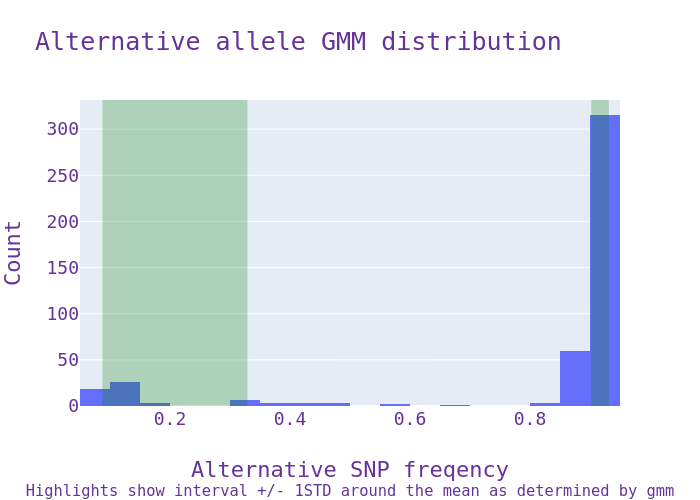 Alternative allele GMM distribution
300
250
200
150
100
50
0
Count
0.2
0.4
0.6
0.8
Alternative SNP freqency
Highlights show interval +/- 1STD around the mean as determined by gmm